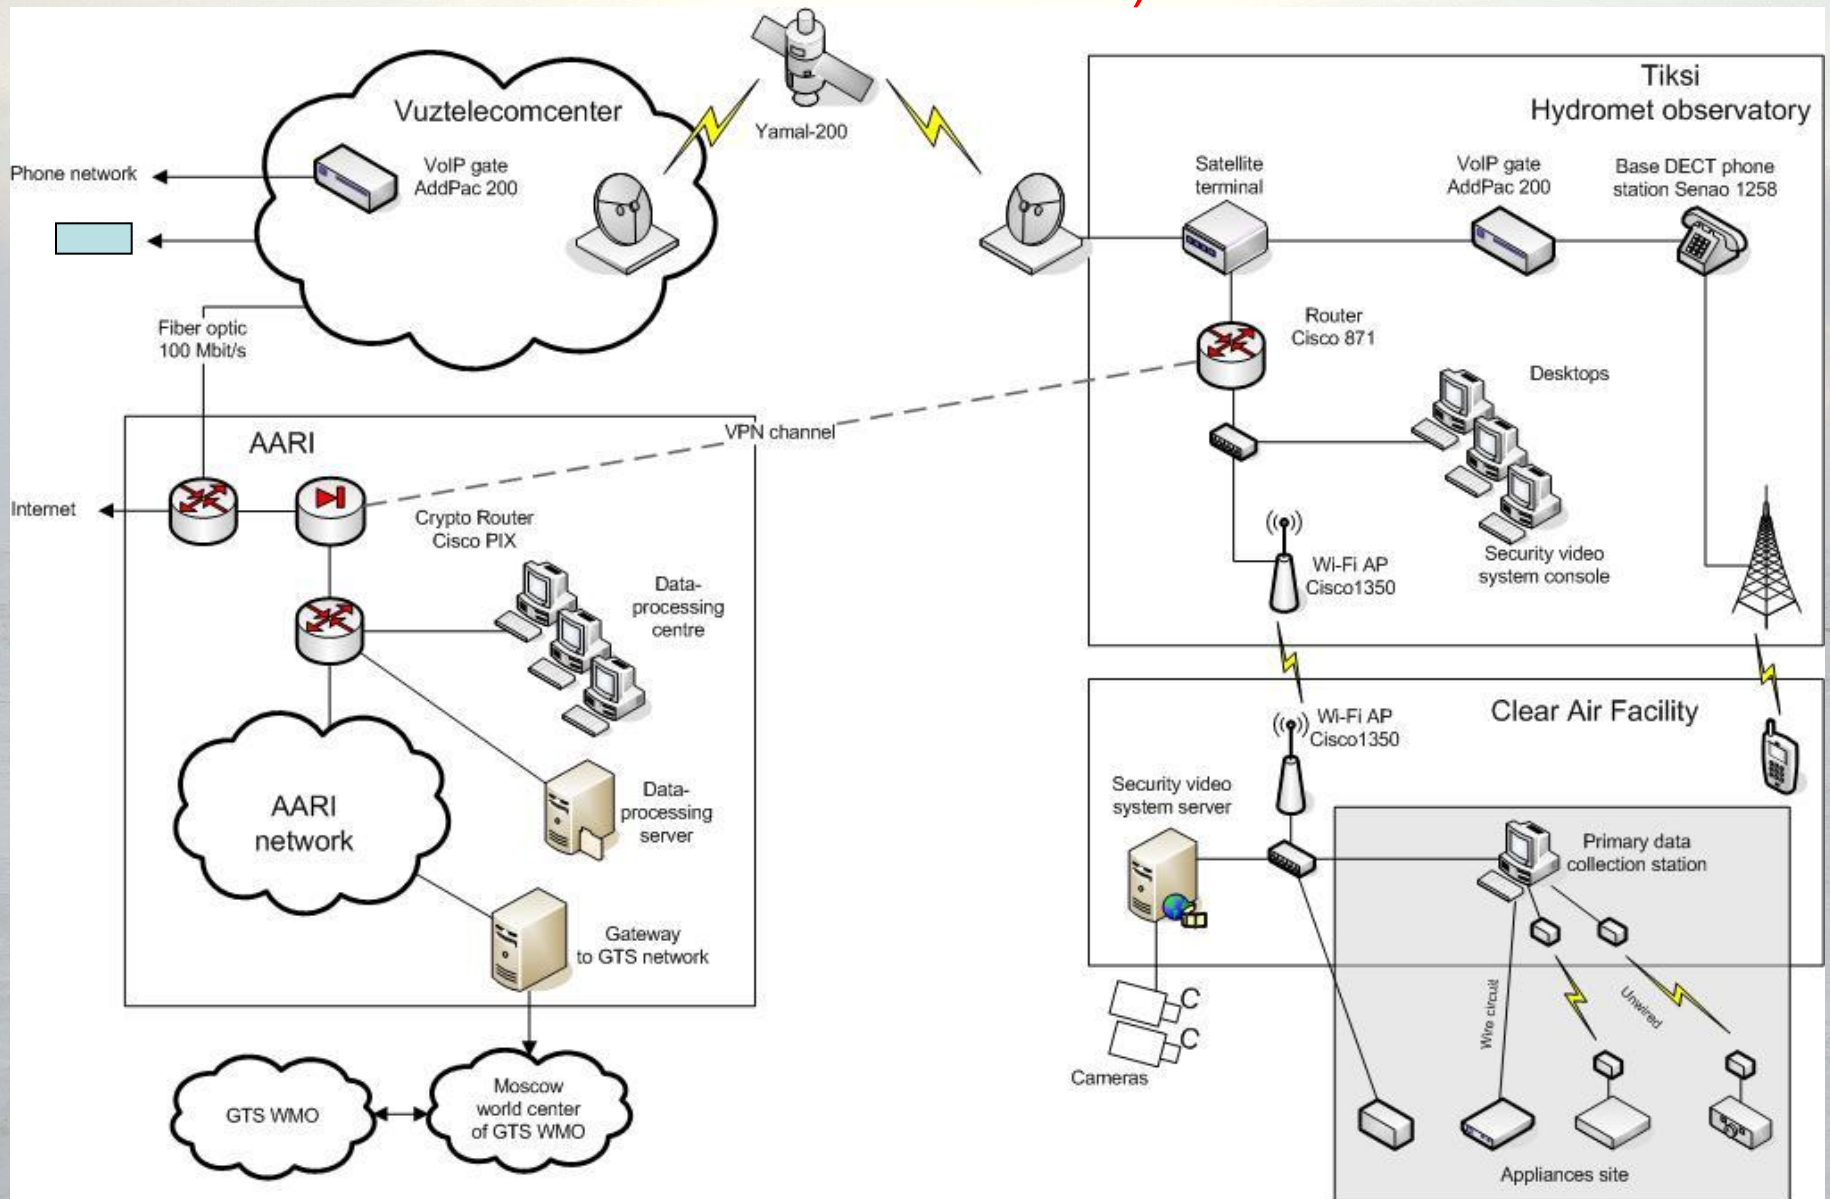 Vuztelecomcenter
Phone network
VoIP gate
AddPac 200
Yamal-200
Fiber optic
100 Mbit/s
Tiksi
Hydromet observatory
Satellite
terminal
VoIP gate
AddPac 200
Base DECT phone
station Senao 1258
Router
Cisco 871
Desktops
Security video
system console
Wi-Fi AP
Cisco1350
VPN channel
AARI
Internet
Crypto Router
Cisco PIX
Data-
processing
centre
AARI
network
Data-
processing
server
Gateway
to GTS network
GTS WMO
Moscow
world center
of GTS WMO
Clear Air Facility
Wi-Fi AP
Cisco1350
Security video
system server
Primary data
collection station
Cameras
Wire circuit
Unwired
Appliances site